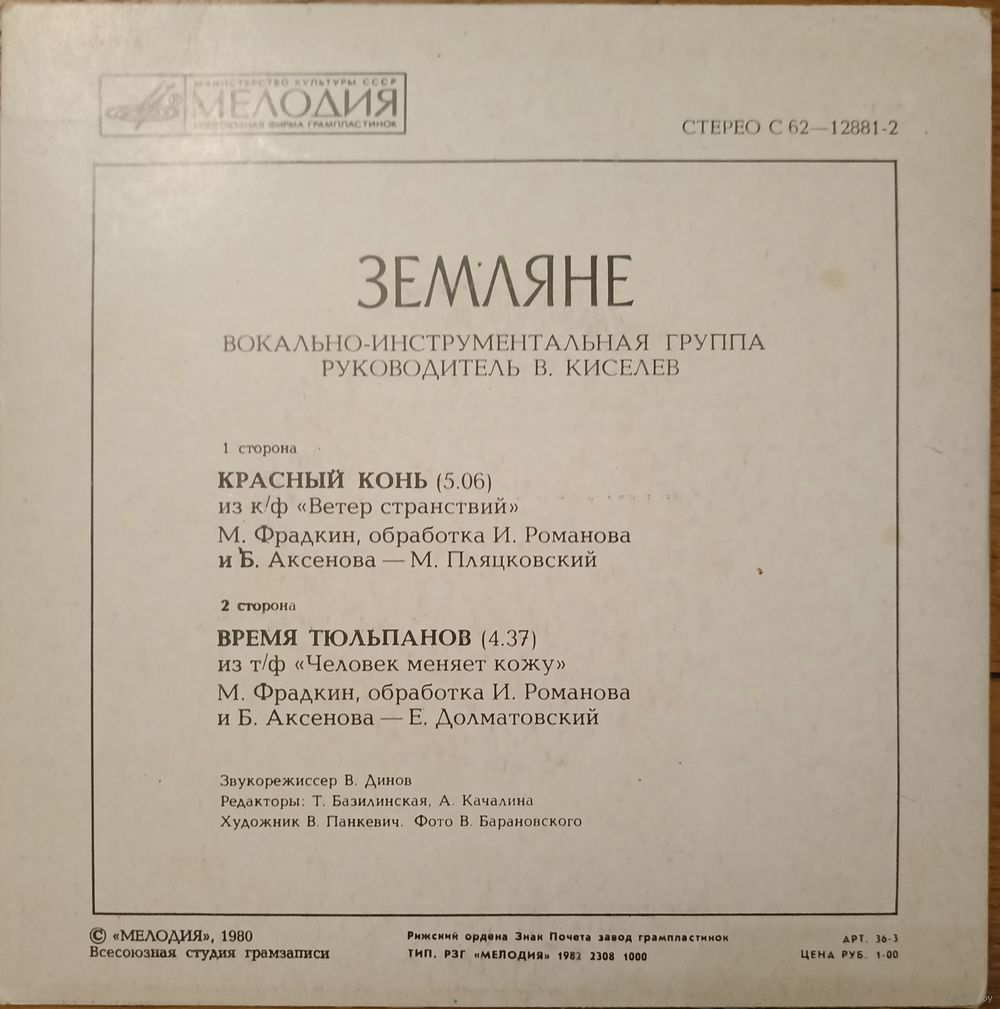 МИНИСТЕРСТВО КУЛЬТУРЫ СССР
МЕЛОДИЯ
ВСЕСОЮЗНАЯ ФИРМА ГРАМПЛАСТИНОК
СТЕРЕО С 62—12881-2
ЗЕМЛЯНЕ
ВОКАЛЬНО-ИНСТРУМЕНТАЛЬНАЯ ГРУППА
РУКОВОДИТЕЛЬ В. КИСЕЛЕВ
1 сторона
КРАСНЫЙ КОНЬ (5.06)
из к/ф «Ветер странствий»
М. Фрадкин, обработка И. Романова
и Б. Аксенова — М. Пляцковский
2 сторона
ВРЕМЯ ТЮЛЬПАНОВ (4.37)
из т/ф «Человек меняет кожу»
М. Фрадкин, обработка И. Романова
и Б. Аксенова — Е. Долматовский
Звукорежиссер В. Динов
Редакторы: Т. Базилинская, А. Качалина
Художник В. Панкевич. Фото В. Барановского
© «МЕЛОДИЯ», 1980
Всесоюзная студия грамзаписи
Рижский ордена Знак Почета завод грампластинок
ТИП. РЗГ «МЕЛОДИЯ» 1982 2308 1000
АРТ. 36-3
ЦЕНА РУБ. 1-00